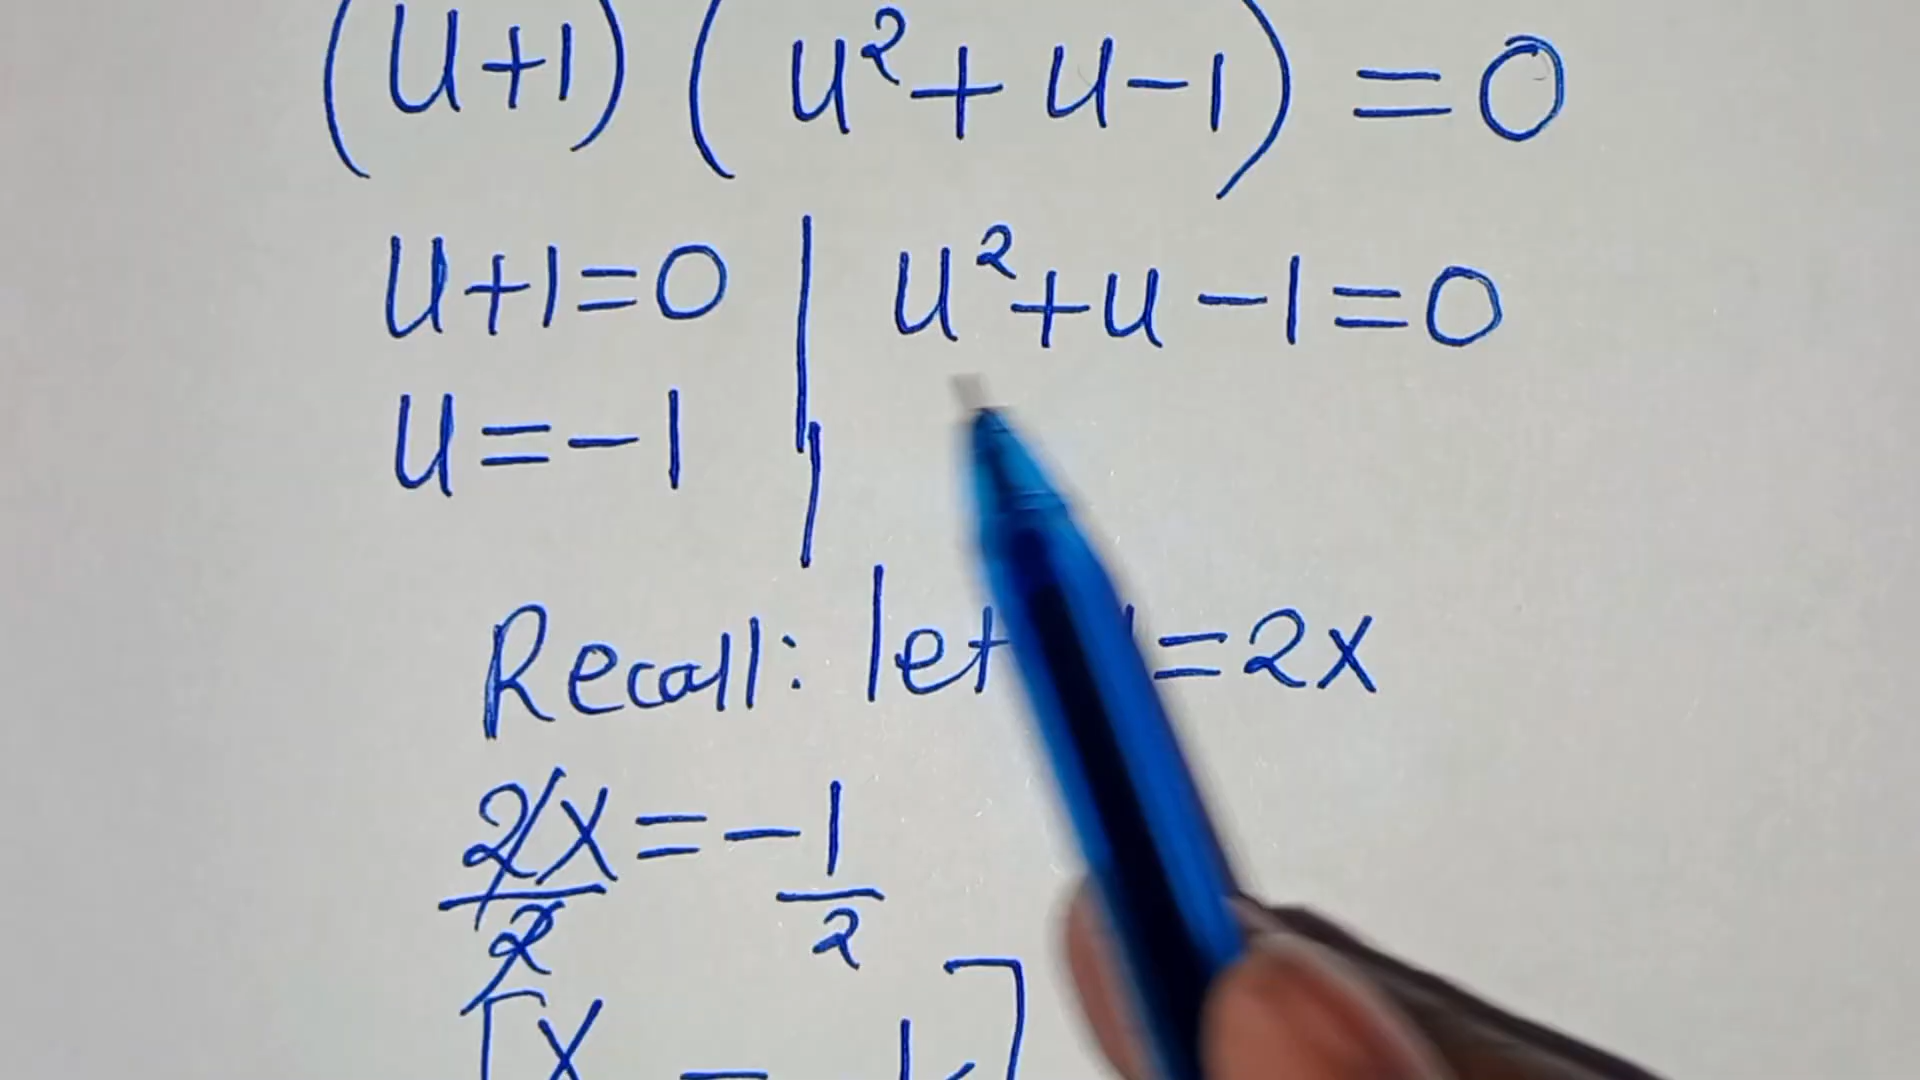 (U+1) (u²+u-1) = 0
U+1=0 | u²+u-1=0
u=-1
Recall: let =2x
2x/2 = -1/2
[x = ]